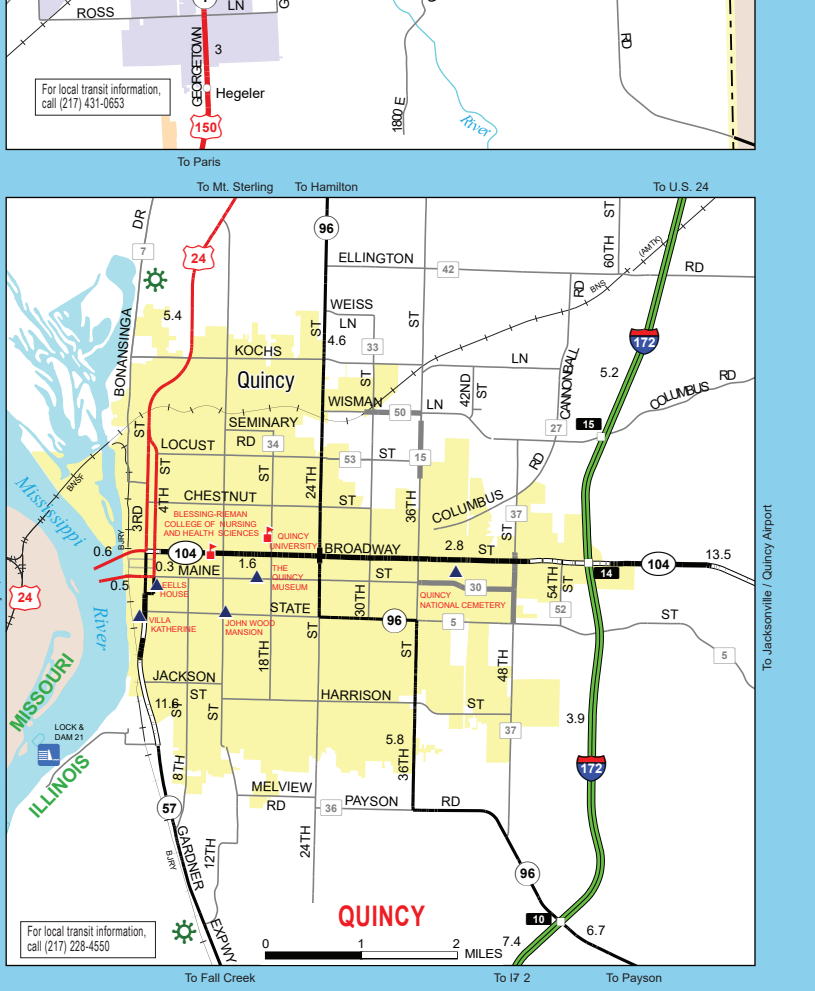 ROSS
LN
3
GEORGETOWN
For local transit information,
call (217) 431-0653
Hegeler
150
1800 E
River
RD
To Paris
To Mt. Sterling
To Hamilton
To U.S. 24
DR
7
24
96
ST
60TH
(AMTK)
ELLINGTON
42
RD
BNS
RD
5.4
BONANSINGA
WEISS
LN
ST
4.6
33
ST
172
KOCHS
LN
5.2
Quincy
ST
42ND
ST
CANNONBALL
COLUMBUS
RD
WISMAN
50
LN
15
27
ST
SEMINARY
RD
34
LOCUST
ST
53
ST
15
RD
ST
BNSF
Mississippi
24TH
4TH
CHESTNUT
ST
36TH
COLUMBUS
37
3RD
BLESSING-RIEMAN
COLLEGE OF NURSING
AND HEALTH SCIENCES
QUINCY
UNIVERSITY
ST
BJRY
0.6
104
BROADWAY
2.8
ST
104
13.5
0.3
MAINE
1.6
THE
QUINCY
MUSEUM
ST
14
0.5
FELLS
HOUSE
30
54TH
ST
24
30TH
QUINCY
NATIONAL CEMETERY
52
River
VILLA
KATHERINE
JOHN WOOD
MANSION
STATE
96
5
ST
ST
ST
18TH
48TH
5
To Jacksonville / Quincy Airport
MISSOURI
JACKSON
ST
HARRISON
ST
11.6
ST
ST
37
3.9
LOCK &
DAM 21
5.8
36TH
172
ILLINOIS
8TH
MELVIEW
RD
36
PAYSON
RD
57
12TH
24TH
GARDNER
BJRY
96
EXPWY
QUINCY
10
For local transit information,
call (217) 228-4550
0
1
2
MILES
7.4
6.7
To Fall Creek
To I7 2
To Payson